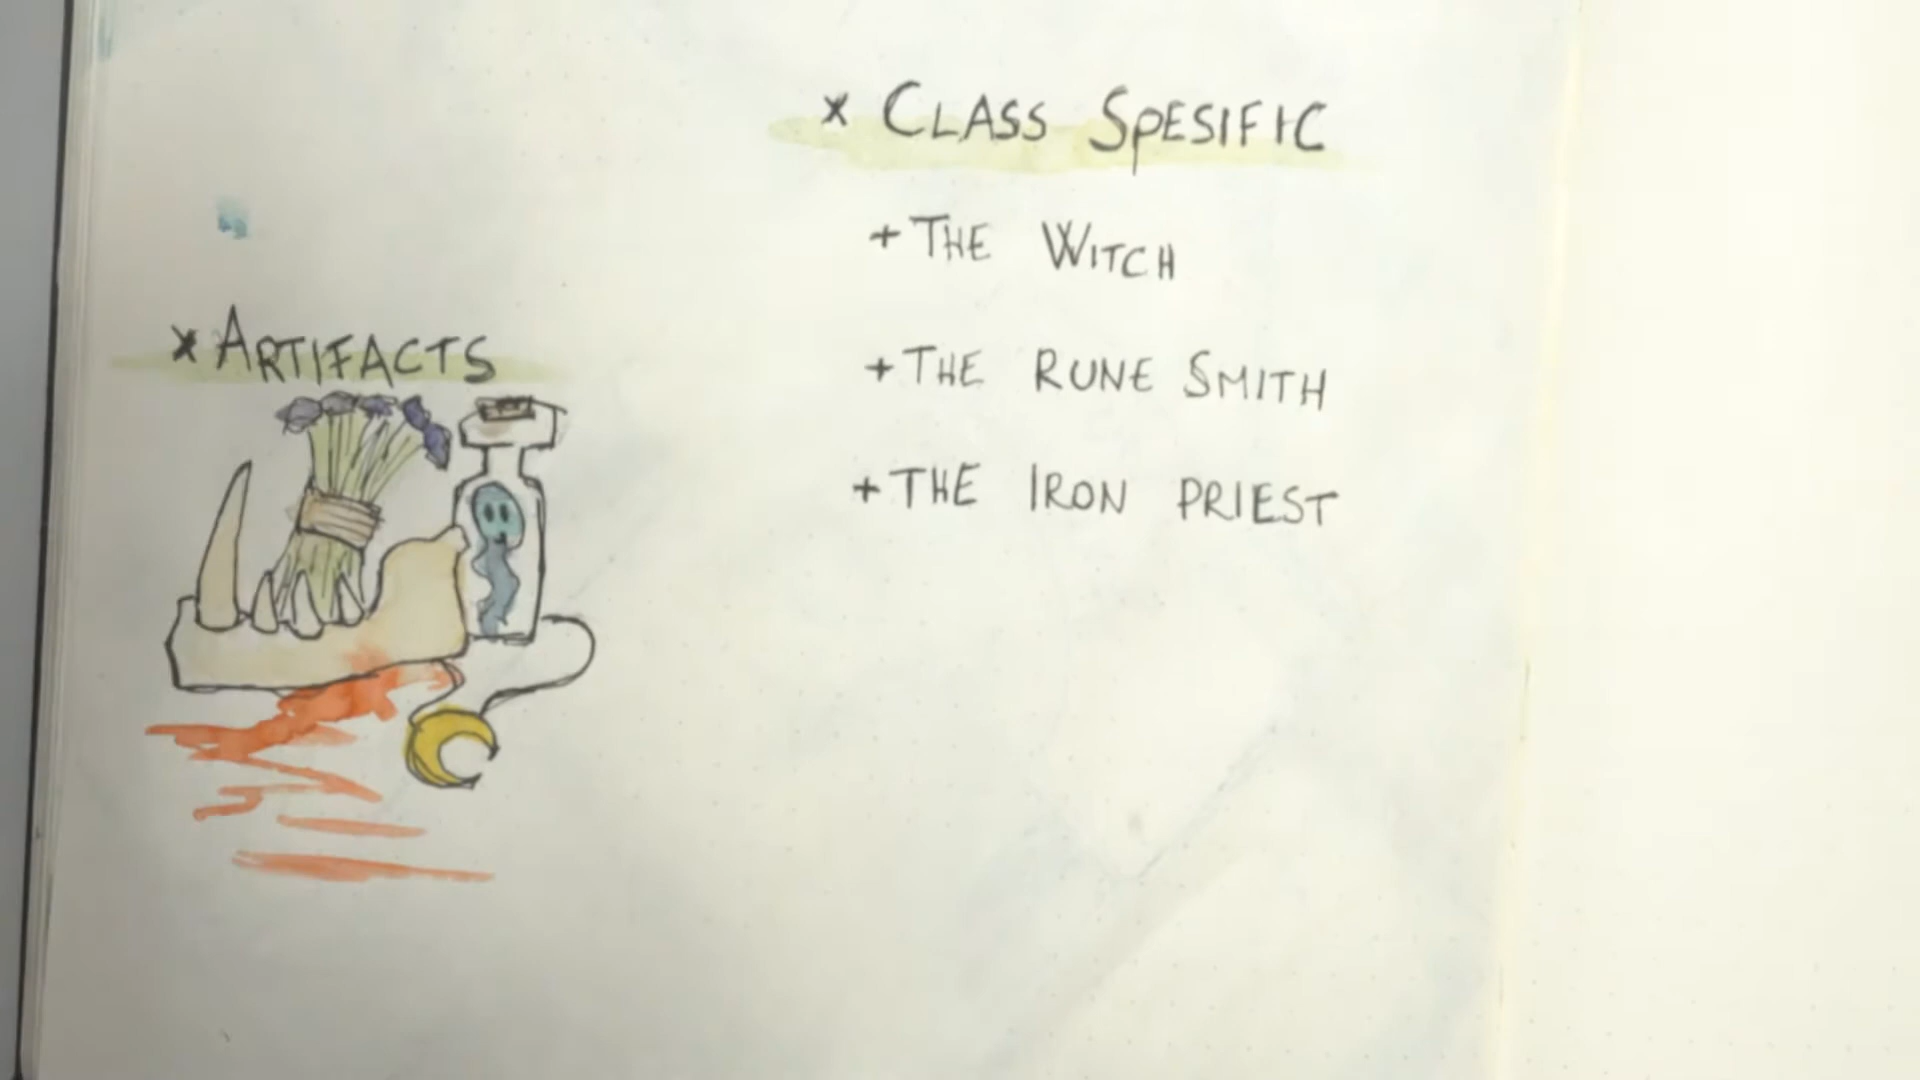 x Artifacts
x Class Spesific
+ The Witch
+ The Rune Smith
+ The Iron Priest